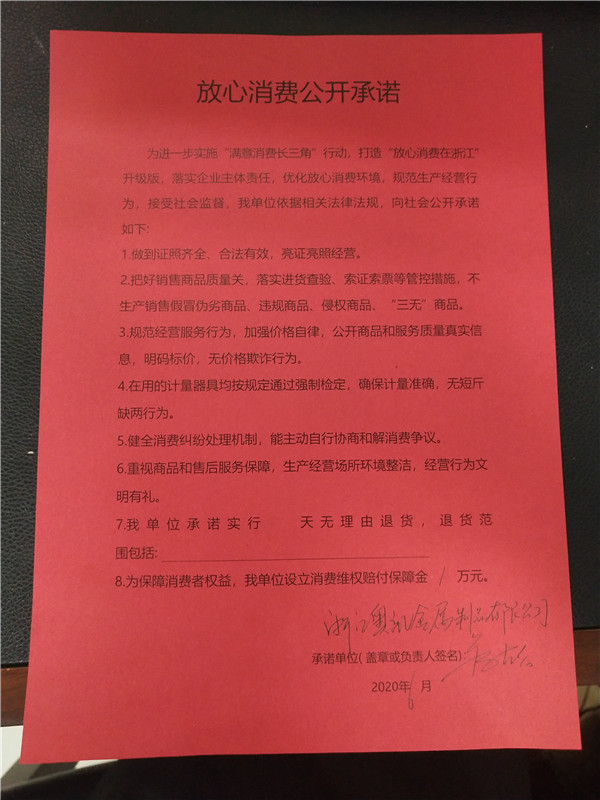 放心消费公开承诺
为进一步实施“满意消费长三角”行动，打造“放心消费在浙江”
升级版，落实企业主体责任，优化放心消费环境，规范生产经营行
为，接受社会监督，我单位依据相关法律法规，向社会公开承诺
如下:
1.做到证照齐全、合法有效，亮证亮照经营。
2.把好销售商品质量关，落实进货查验、索证索票等管控措施，不
生产销售假冒伪劣商品、违规商品、侵权商品、“三无”商品。
3.规范经营服务行为，加强价格自律，公开商品和服务质量真实信
息，明码标价，无价格欺诈行为。
4.在用的计量器具均按规定通过强制检定，确保计量准确，无短斤
缺两行为。
5.健全消费纠纷处理机制，能主动自行协商和解消费争议。
6.重视商品和售后服务保障，生产经营场所环境整洁，经营行为文
明有礼。
7.我单位承诺实行 天无理由退货，退货范
围包括:
8.为保障消费者权益，我单位设立消费维权赔付保障金 1 万元。
浙江奥凯金属制品有限公司
承诺单位(盖章或负责人签名):
2020年6月